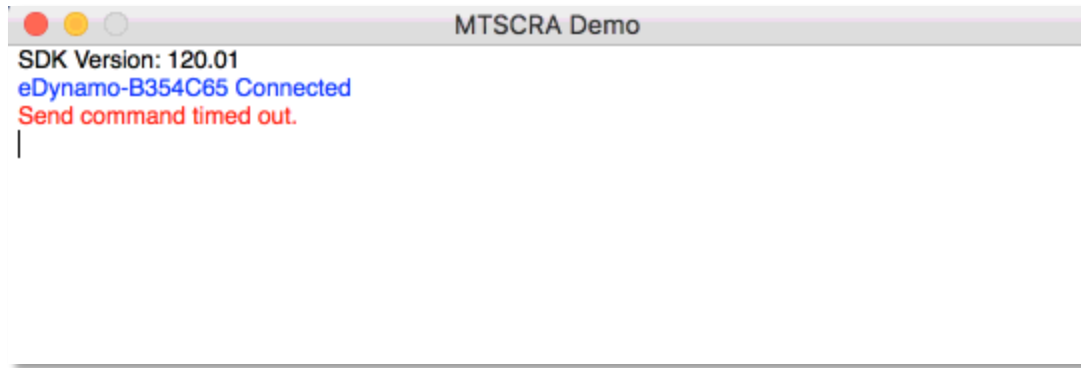 MTSCRA Demo
SDK Version: 120.01
eDynamo-B354C65 Connected
Send command timed out.